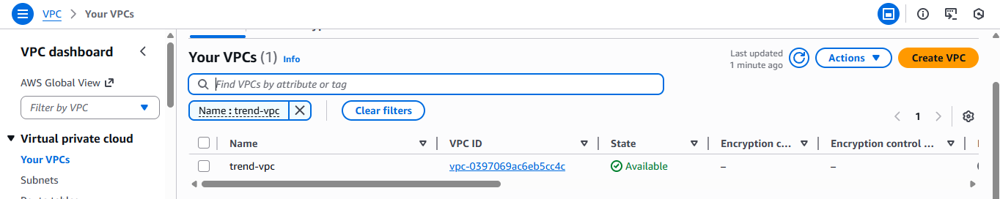 VPC > Your VPCs
VPC dashboard
AWS Global View
Filter by VPC
Virtual private cloud
Your VPCs
Subnets
Your VPCs (1) Info
Last updated
1 minute ago
Actions
Create VPC
Find VPCs by attribute or tag
Name : trend-vpc
Clear filters
1
Name VPC ID State Encryption c... Encryption control ...
trend-vpc vpc-0397069ac6eb5cc4c Available – –